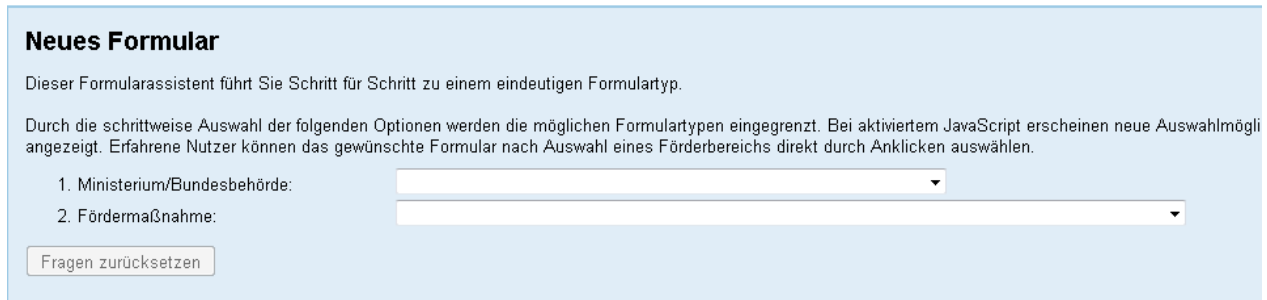 Neues Formular
Dieser Formularassistent führt Sie Schritt für Schritt zu einem eindeutigen Formulartyp.
Durch die schrittweise Auswahl der folgenden Optionen werden die möglichen Formulartypen eingegrenzt. Bei aktiviertem JavaScript erscheinen neue Auswahlmögli
angezeigt. Erfahrene Nutzer können das gewünschte Formular nach Auswahl eines Förderbereichs direkt durch Anklicken auswählen.
1. Ministerium/Bundesbehörde:
2. Fördermaßnahme:
Fragen zurücksetzen